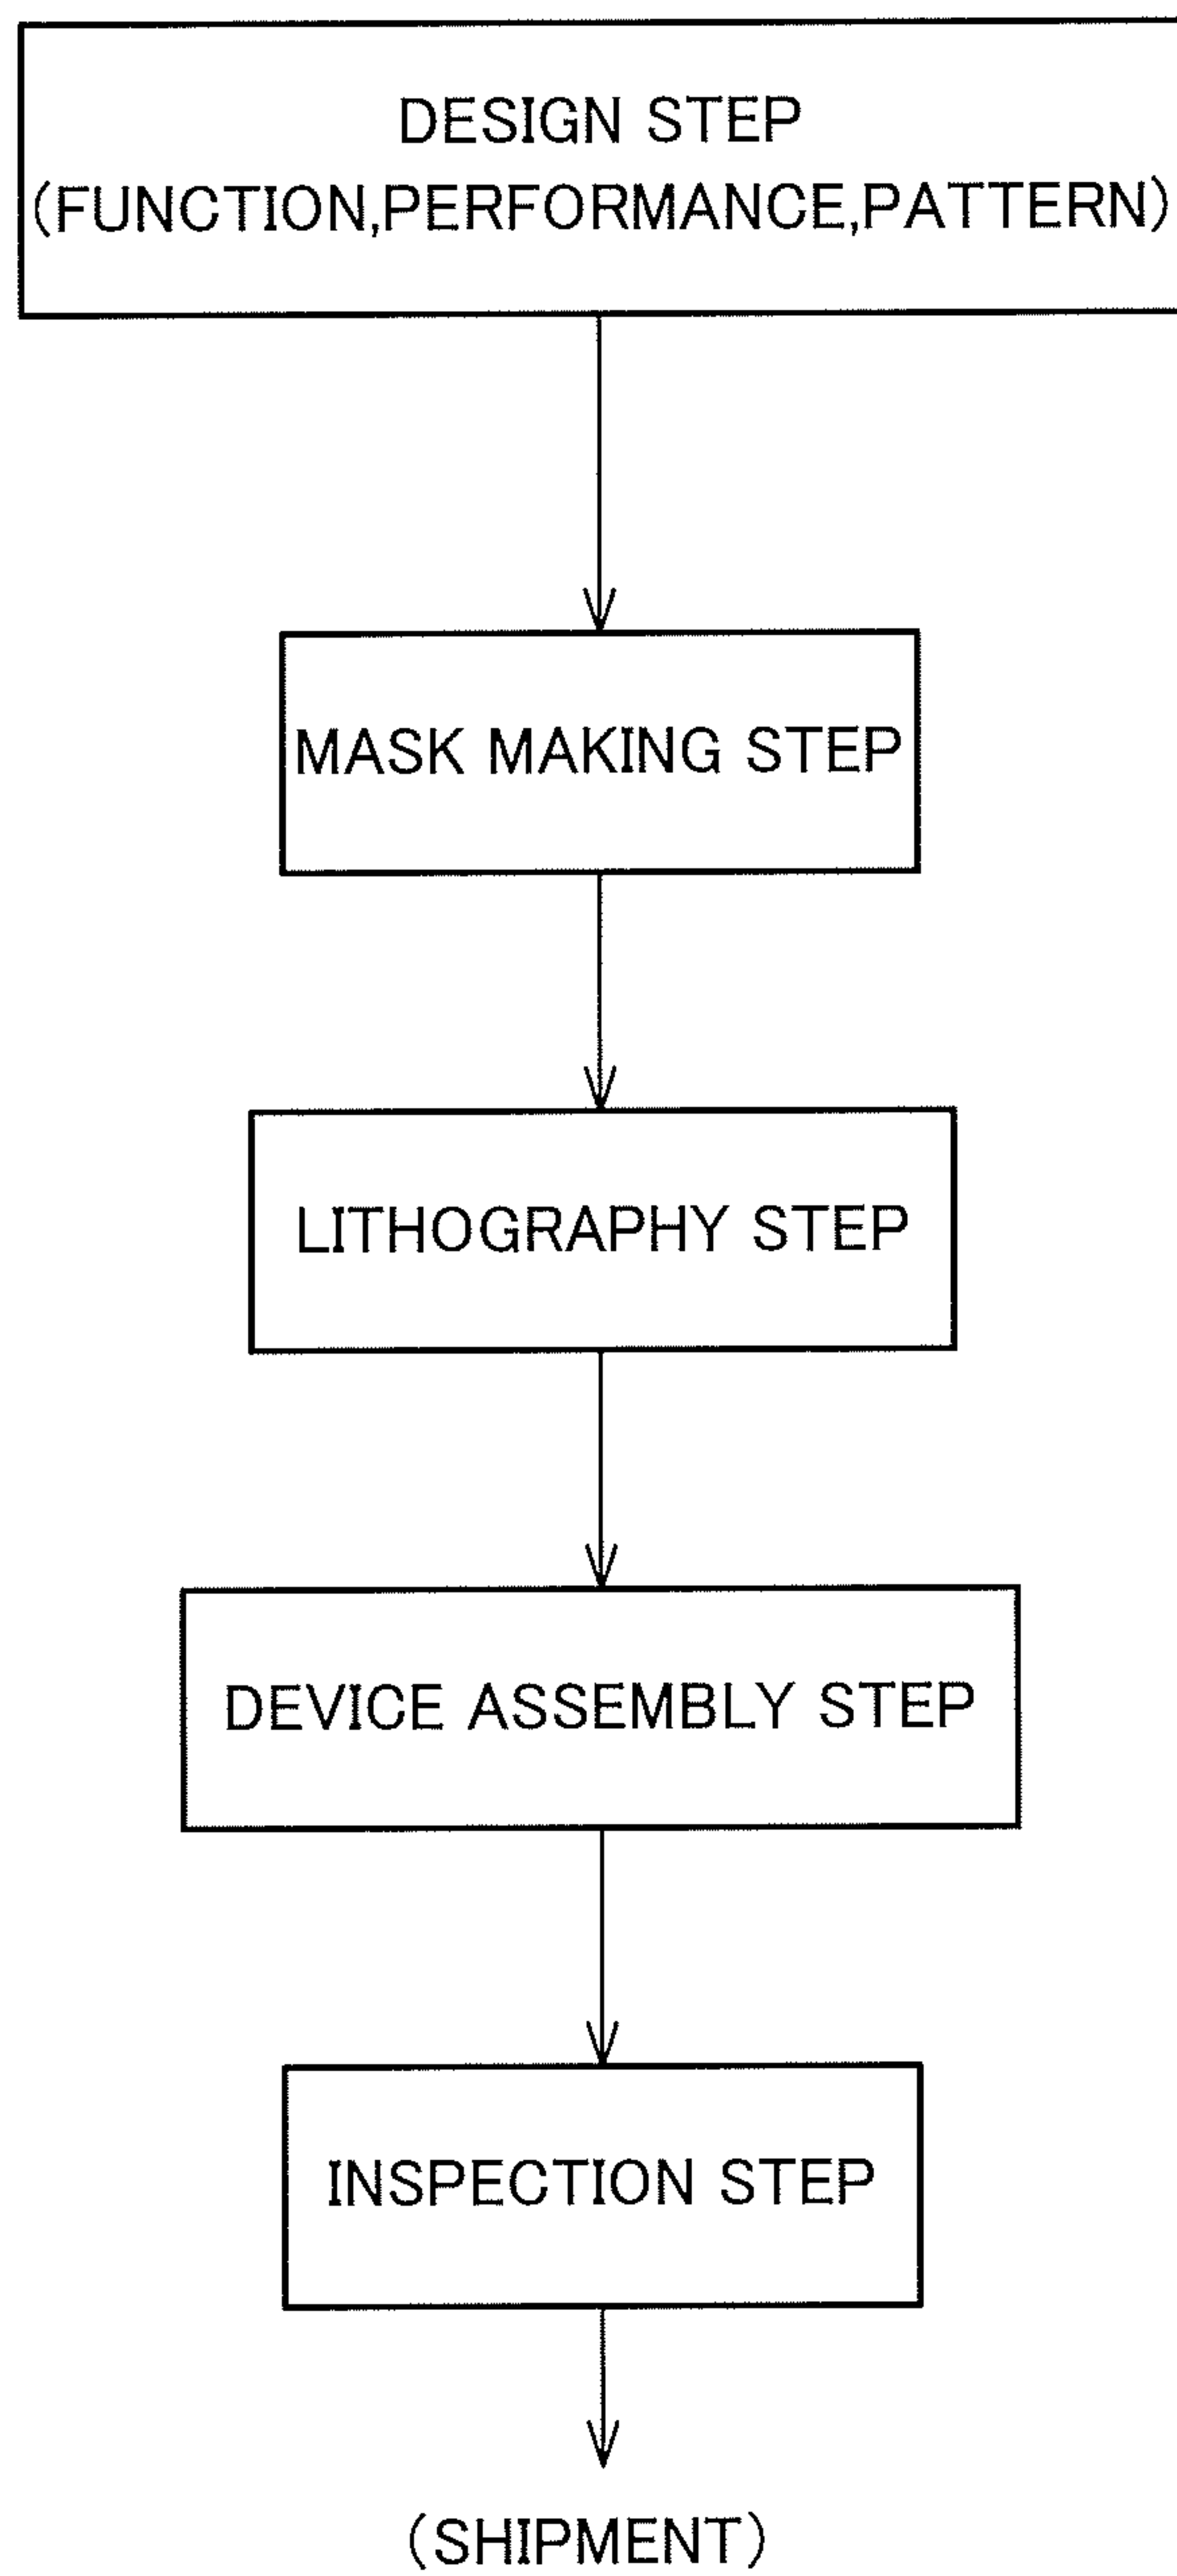 DESIGN STEP
(FUNCTION,PERFORMANCE,PATTERN)
MASK MAKING STEP
LITHOGRAPHY STEP
DEVICE ASSEMBLY STEP
INSPECTION STEP
(SHIPMENT)